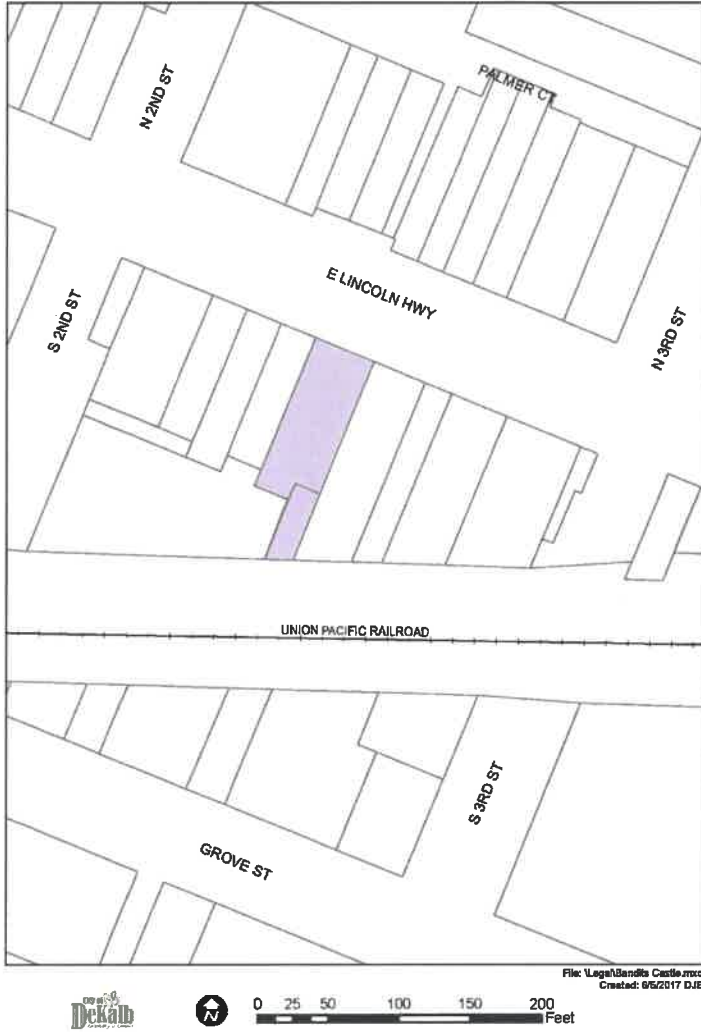 PALMER CT
N 2ND ST
E LINCOLN HWY
S 2ND ST
N 3RD ST
UNION PACIFIC RAILROAD
S 3RD ST
GROVE ST
File: \Legal\Bandits Castle.mxd
Created: 6/5/2017 DJE
DeKalb
N
0 25 50 100 150 200
Feet